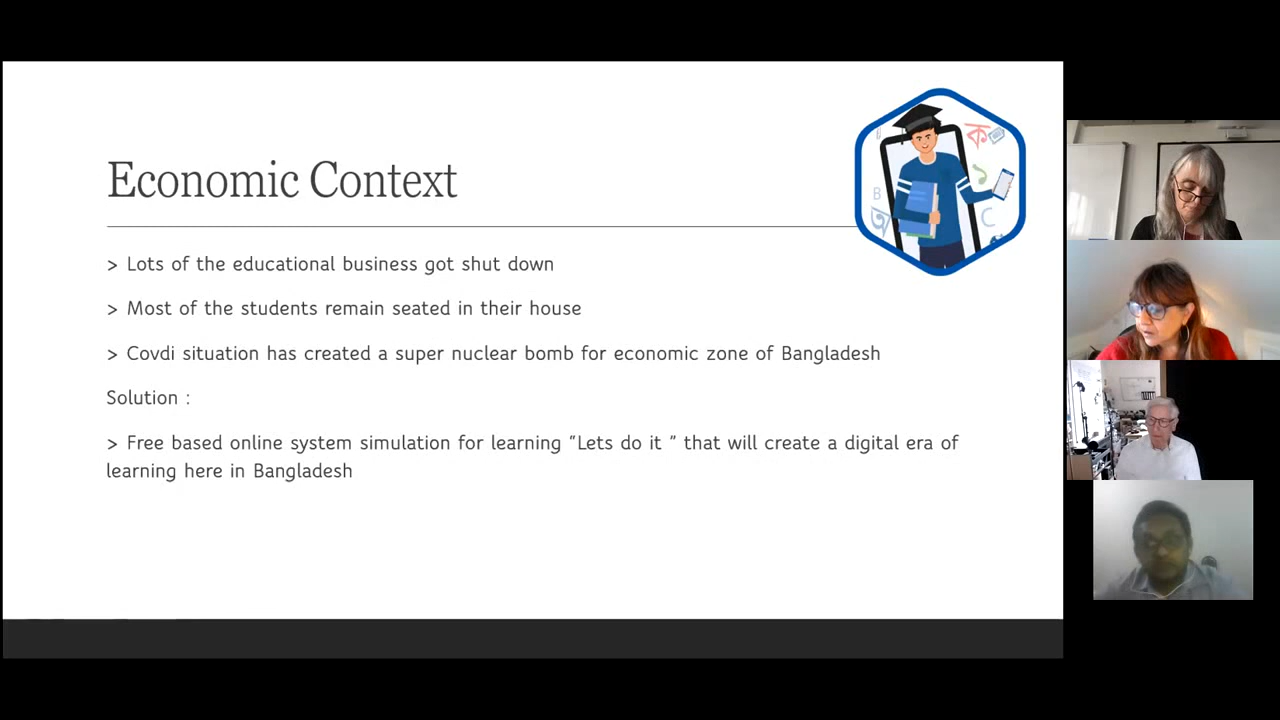 Economic Context
> Lots of the educational business got shut down
> Most of the students remain seated in their house
> Covdi situation has created a super nuclear bomb for economic zone of Bangladesh
Solution :
> Free based online system simulation for learning “Lets do it ” that will create a digital era of
learning here in Bangladesh
ক
B
অ
C